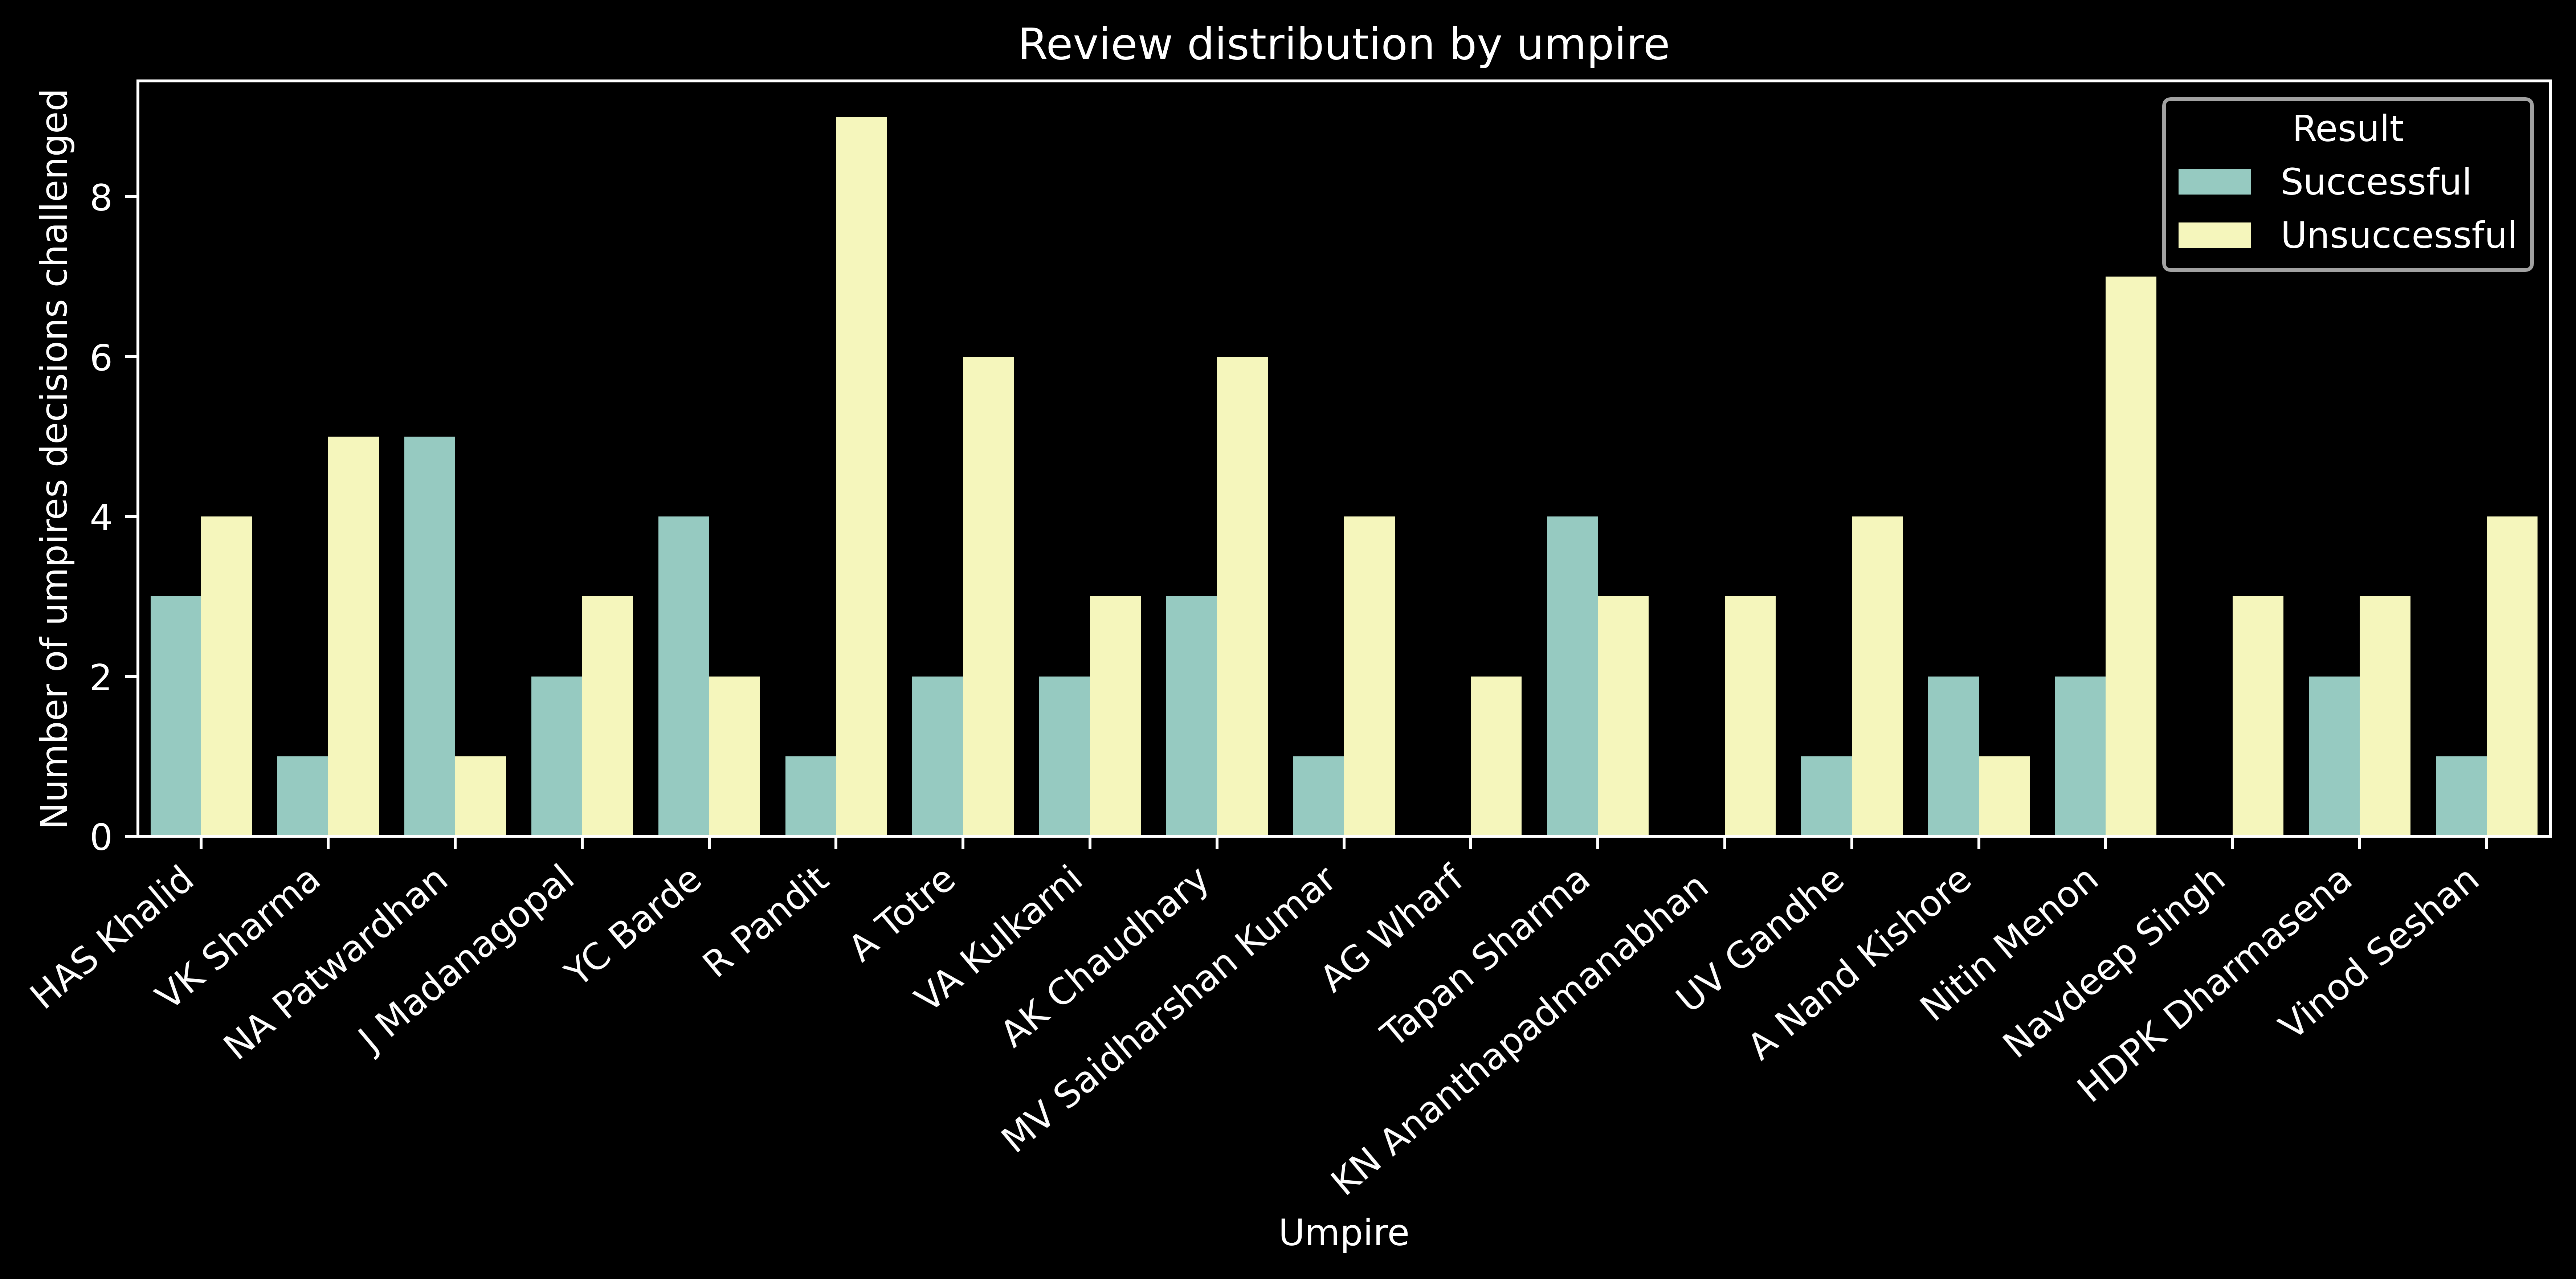 Review distribution by umpire
Number of umpires decisions challenged
8
6
4
2
0
Result
Successful
Unsuccessful
HAS Khalid
VK Sharma
NA Patwardhan
J Madanagopal
YC Barde
R Pandit
A Totre
VA Kulkarni
AK Chaudhary
MV Saidharshan Kumar
AG Wharf
Tapan Sharma
KN Ananthapadmanabhan
UV Gandhe
A Nand Kishore
Nitin Menon
Navdeep Singh
HDPK Dharmasena
Vinod Seshan
Umpire